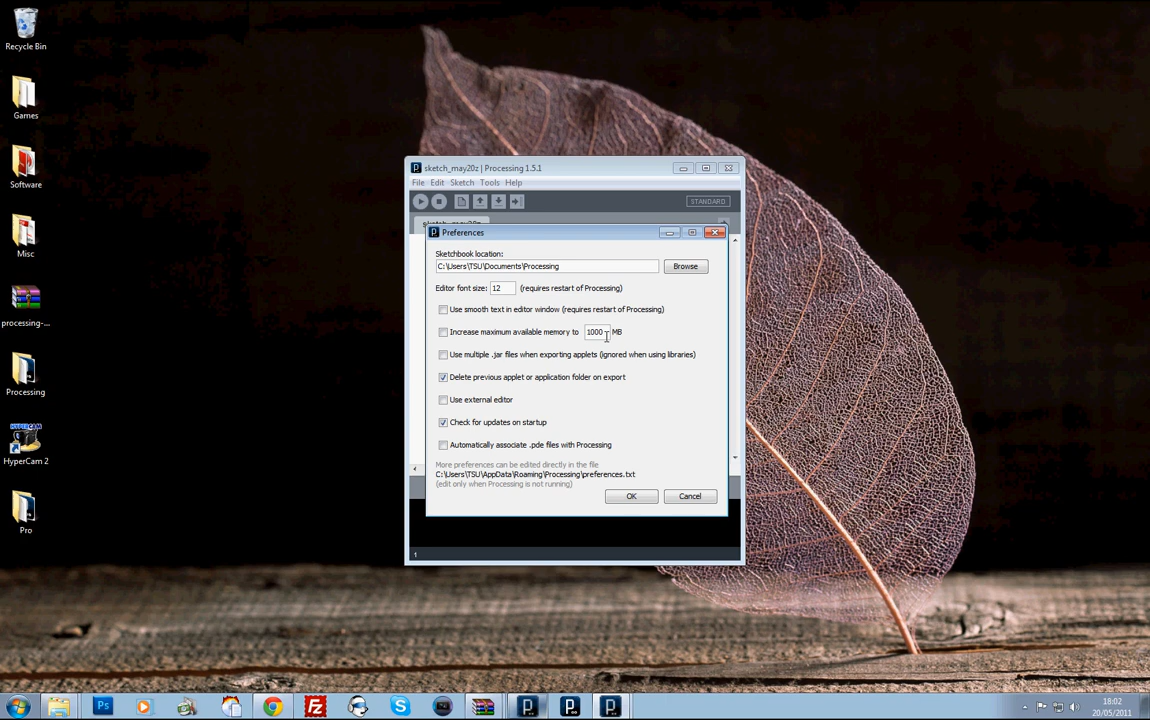 Recycle Bin
Games
Software
Misc
processing-...
Processing
HyperCam 2
Pro
sketch_may20z | Processing 1.5.1
File Edit Sketch Tools Help
STANDARD
sketch_may20z
Preferences
Sketchbook location:
C:\Users\TSU\Documents\Processing
Browse
Editor font size: 12 (requires restart of Processing)
Use smooth text in editor window (requires restart of Processing)
Increase maximum available memory to 1000 MB
Use multiple .jar files when exporting applets (ignored when using libraries)
Delete previous applet or application folder on export
Use external editor
Check for updates on startup
Automatically associate .pde files with Processing
More preferences can be edited directly in the file
C:\Users\TSU\AppData\Roaming\Processing\preferences.txt
(edit only when Processing is not running)
OK Cancel
1
Ps
Fz
18:02
20/05/2011